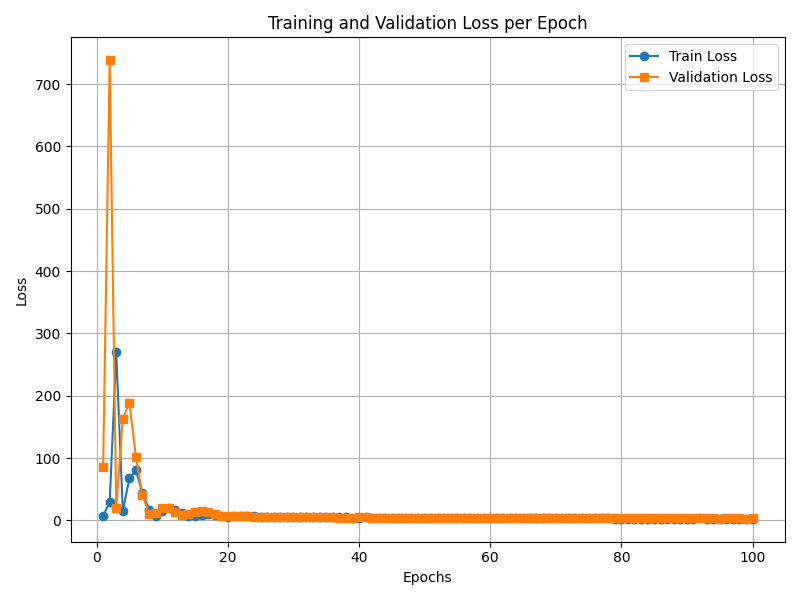 Training and Validation Loss per Epoch
Train Loss
Validation Loss
700
600
500
400
300
200
100
0
Loss
0 20 40 60 80 100
Epochs